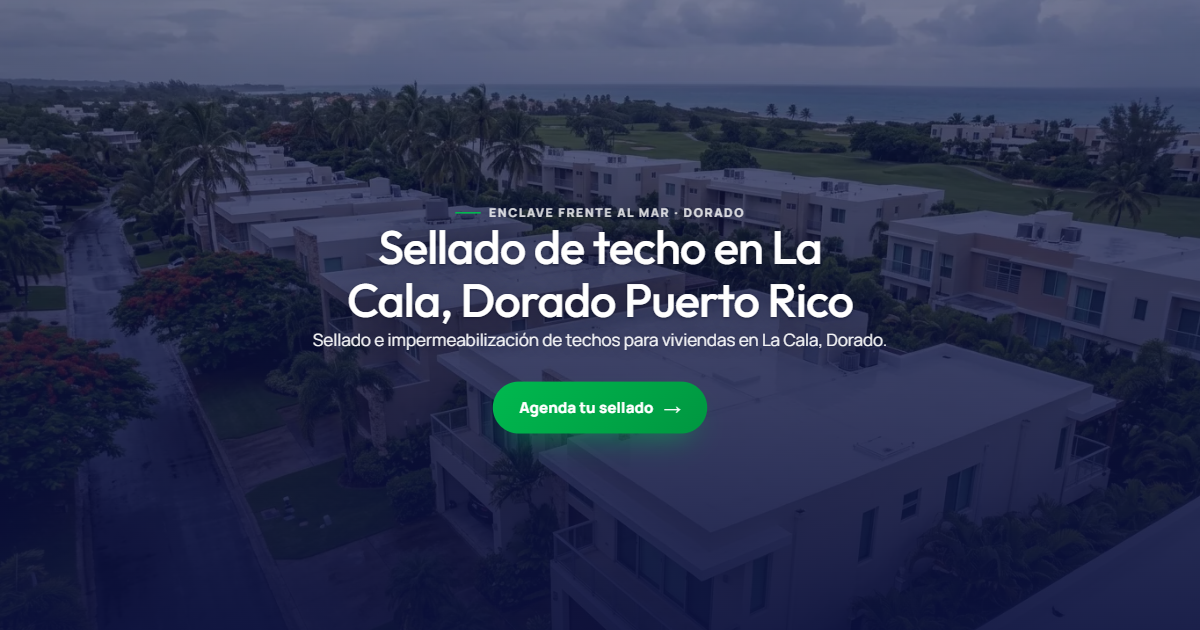 ENCLAVE FRENTE AL MAR · DORADO
Sellado de techo en La
Cala, Dorado Puerto Rico
Sellado e impermeabilización de techos para viviendas en La Cala, Dorado.
Agenda tu sellado →